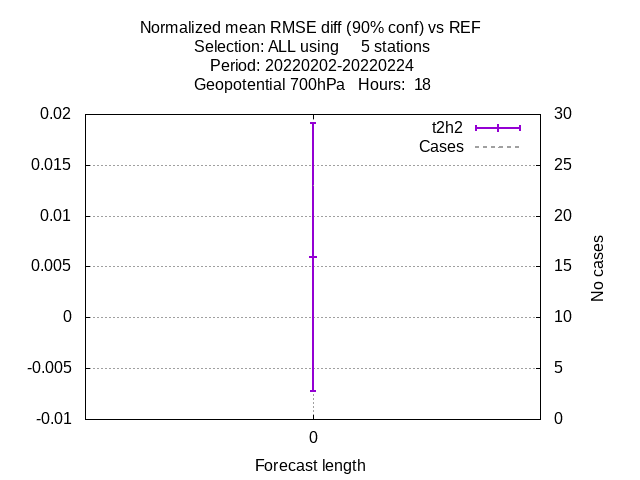 Normalized mean RMSE diff (90% conf) vs REF
Selection: ALL using     5 stations
Period: 20220202-20220224
Geopotential 700hPa   Hours:  18
0.02
0.015
0.01
0.005
0
-0.005
-0.01
30
25
20
15
10
5
0
t2h2
Cases
No cases
0
Forecast length